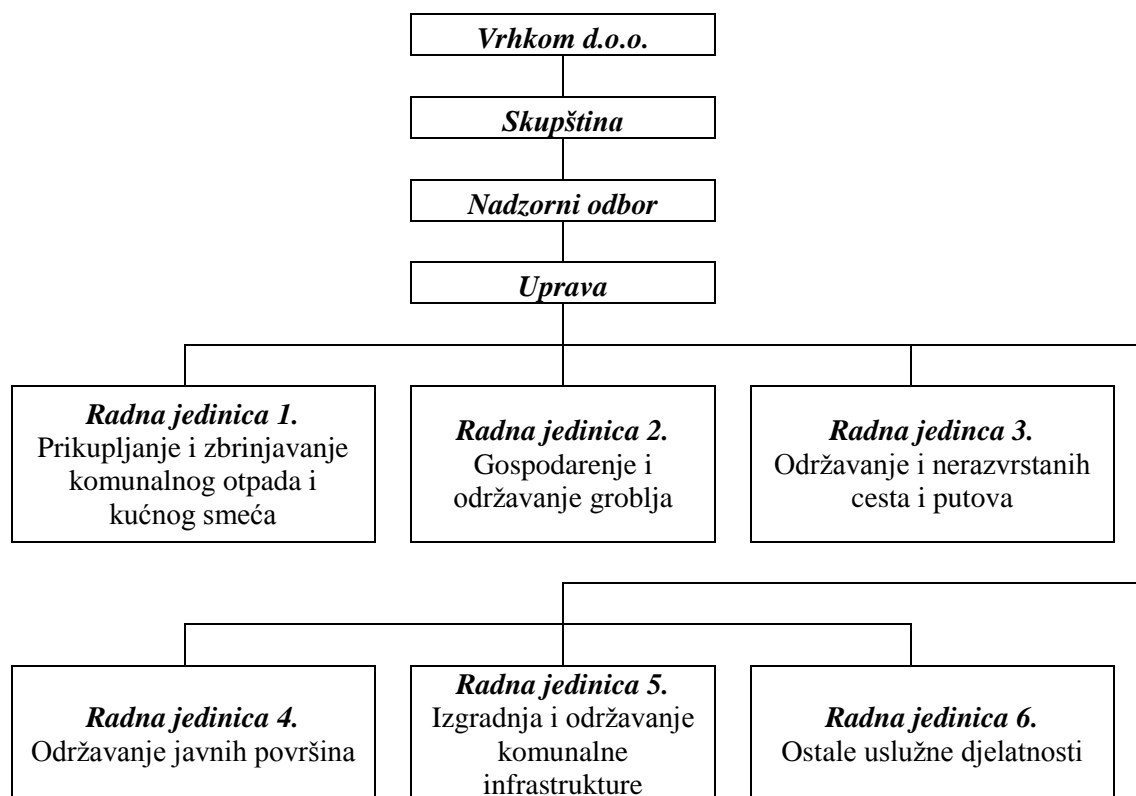 Vrhkom d.o.o.
Skupština
Nadzorni odbor
Uprava
Radna jedinica 1.
Prikupljanje i zbrinjavanje
komunalnog otpada i
kućnog smeća
Radna jedinica 2.
Gospodarenje i
održavanje groblja
Radna jedinca 3.
Održavanje i nerazvrstanih
cesta i putova
Radna jedinica 4.
Održavanje javnih površina
Radna jedinica 5.
Izgradnja i održavanje
komunalne
infrastrukture
Radna jedinica 6.
Ostale uslužne djelatnosti